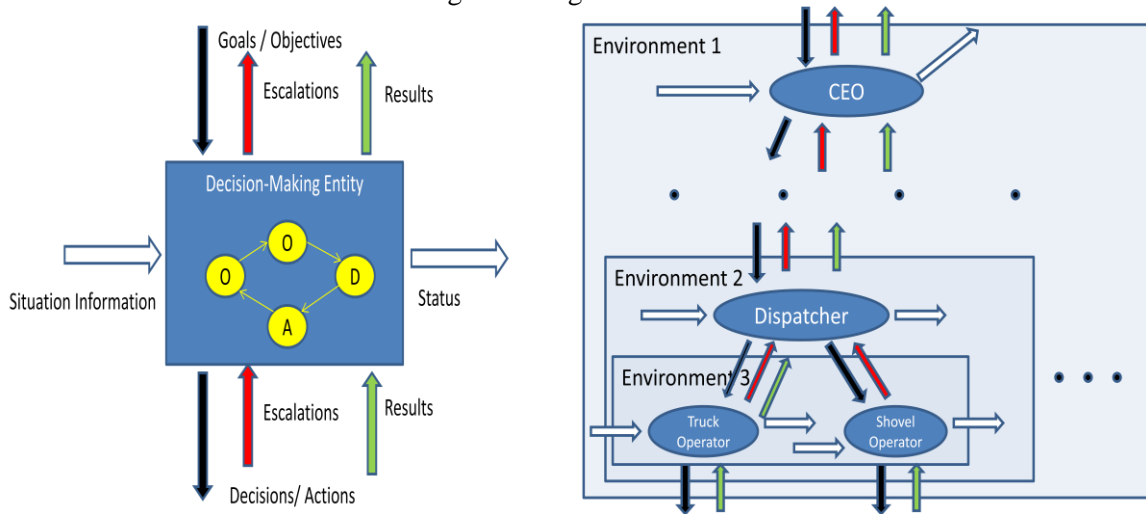 Goals / Objectives
Escalations
Results
Decision-Making Entity
O
O
D
A
Situation Information
Status
Escalations
Results
Decisions/ Actions
Environment 1
CEO
Environment 2
Dispatcher
Environment 3
Truck
Operator
Shovel
Operator